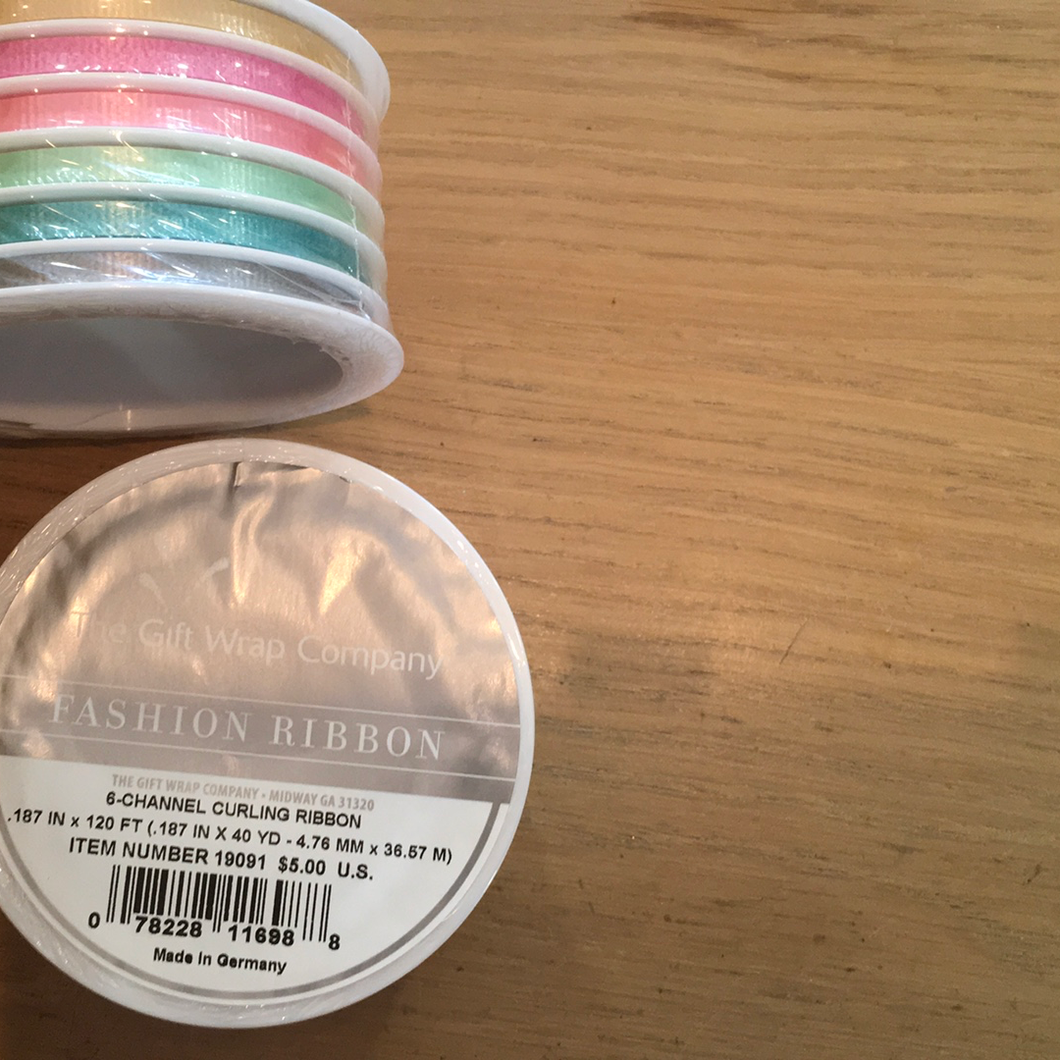 The Gift Wrap Company
FASHION RIBBON
THE GIFT WRAP COMPANY • MIDWAY GA 31320
6-CHANNEL CURLING RIBBON
.187 IN x 120 FT (.187 IN X 40 YD - 4.76 MM x 36.57 M)
ITEM NUMBER 19091 $5.00 U.S.
0 78228 11698 8
Made in Germany